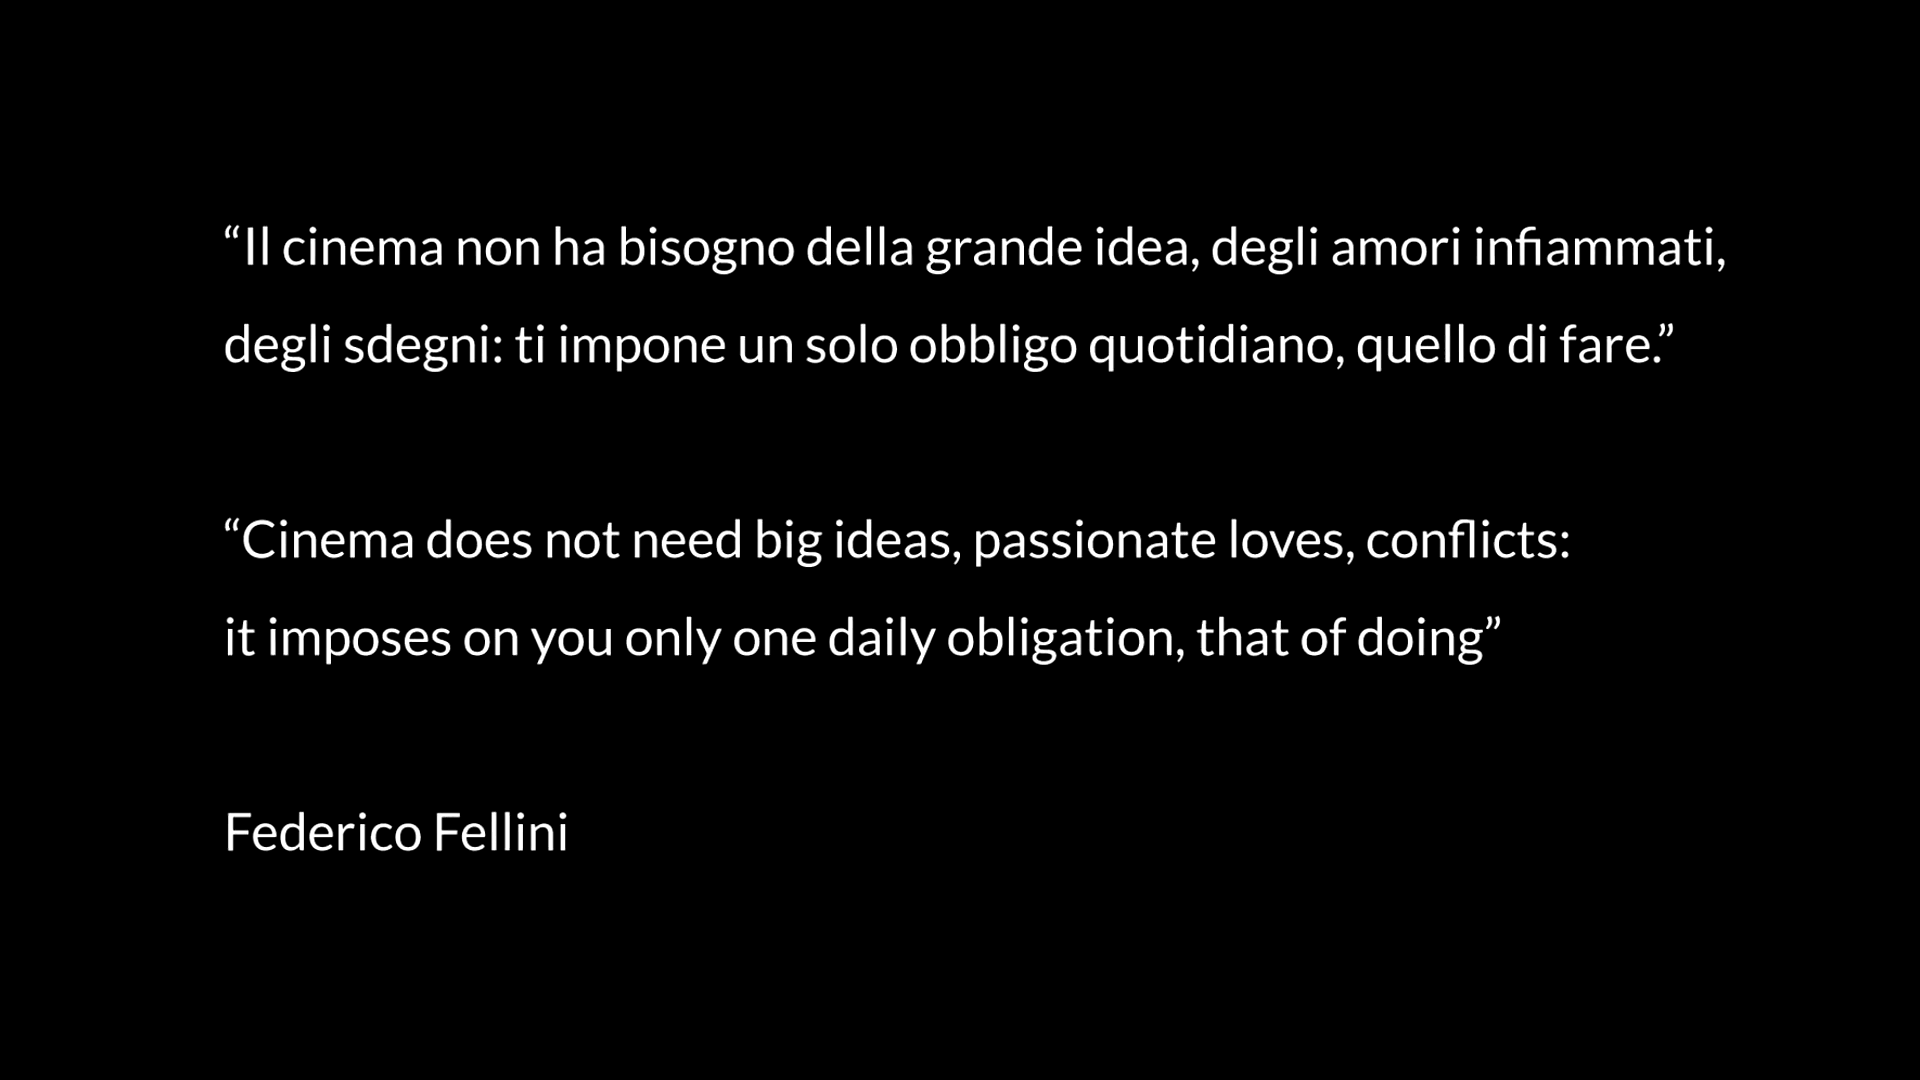 “Il cinema non ha bisogno della grande idea, degli amori infiammati,
degli sdegni: ti impone un solo obbligo quotidiano, quello di fare.”
“Cinema does not need big ideas, passionate loves, conflicts:
it imposes on you only one daily obligation, that of doing”
Federico Fellini